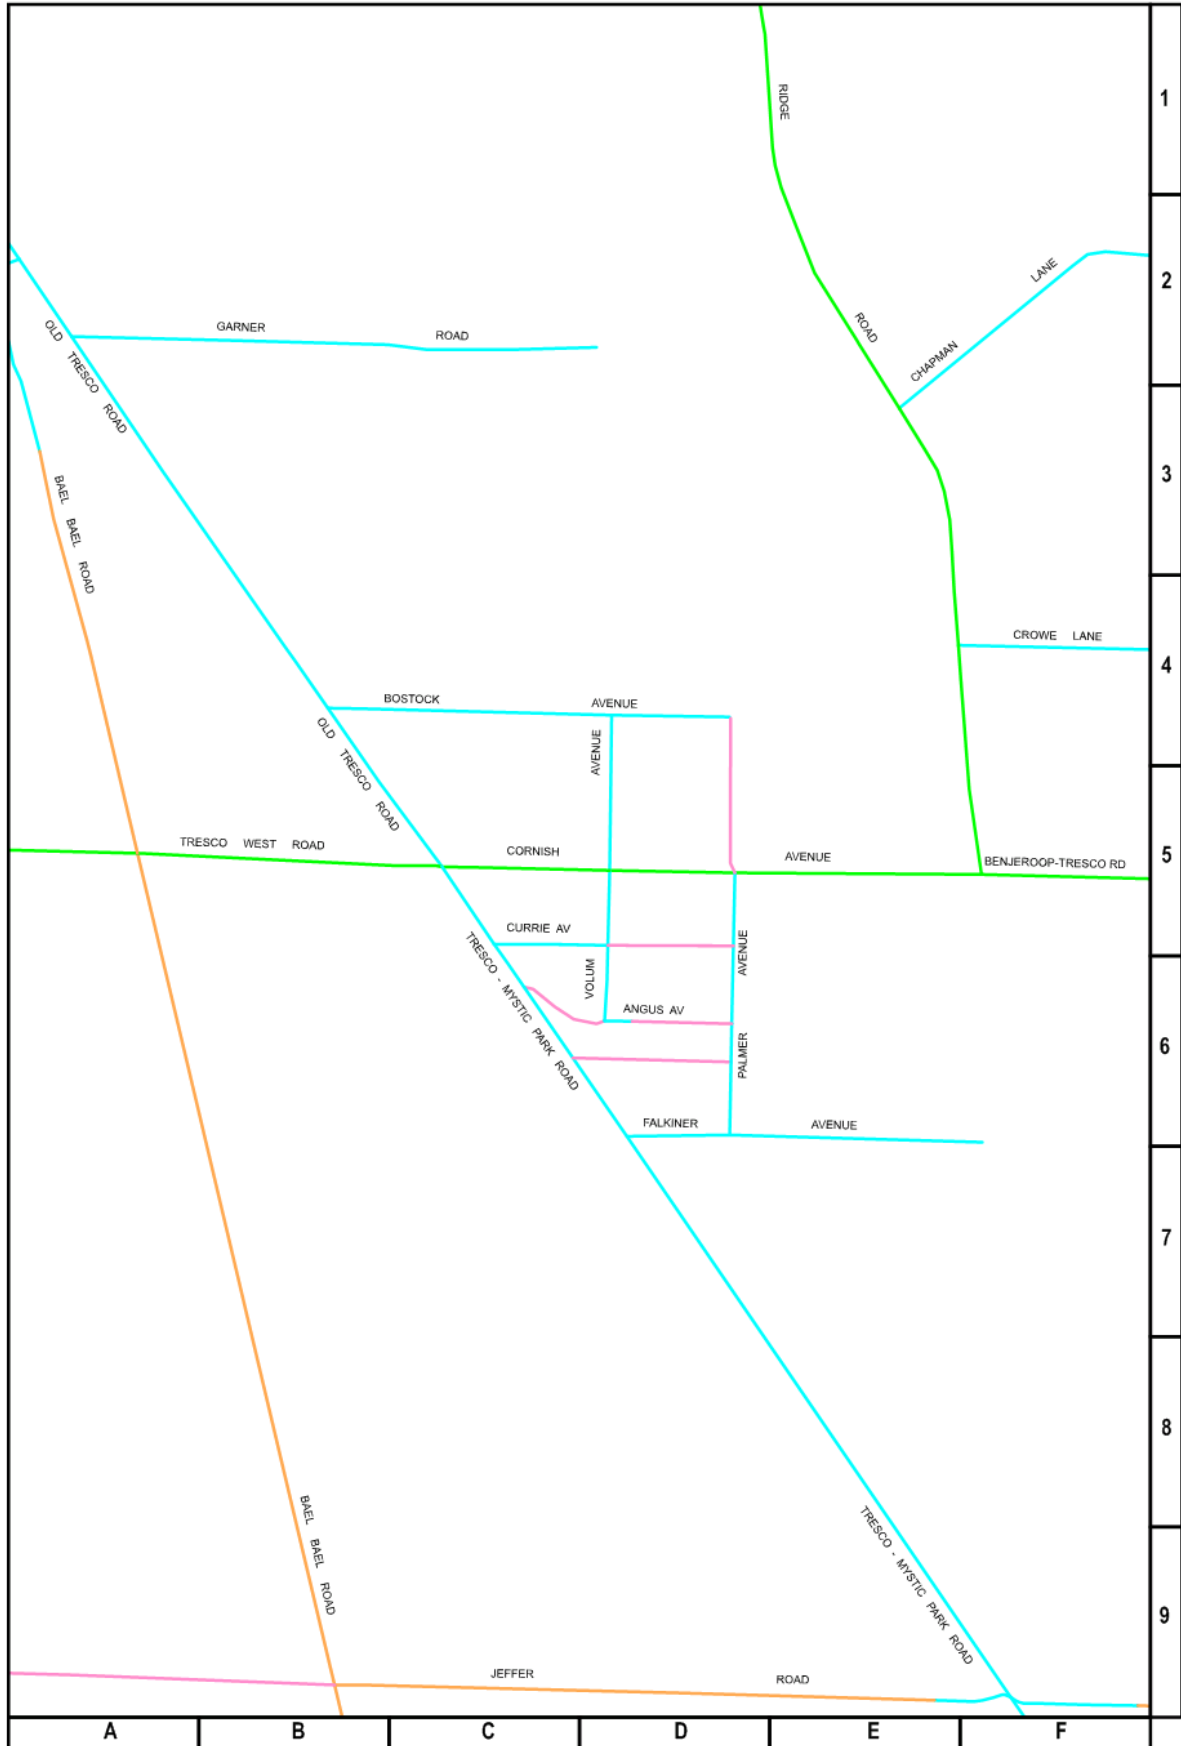 RIDGE
1
LANE
2
GARNER
ROAD
ROAD
OLD TRESCO ROAD
CHAPMAN
3
BAEL BAEL ROAD
CROWE LANE
4
BOSTOCK
AVENUE
AVENUE
OLD TRESCO ROAD
TRESCO WEST ROAD
CORNISH
AVENUE
BENJEROOP-TRESCO RD
5
CURRIE AV
AVENUE
TRESCO - MYSTIC PARK ROAD
VOLUM
ANGUS AV
PALMER
6
FALKINER
AVENUE
7
8
BAEL BAEL ROAD
TRESCO - MYSTIC PARK ROAD
9
JEFFER
ROAD
A
B
C
D
E
F